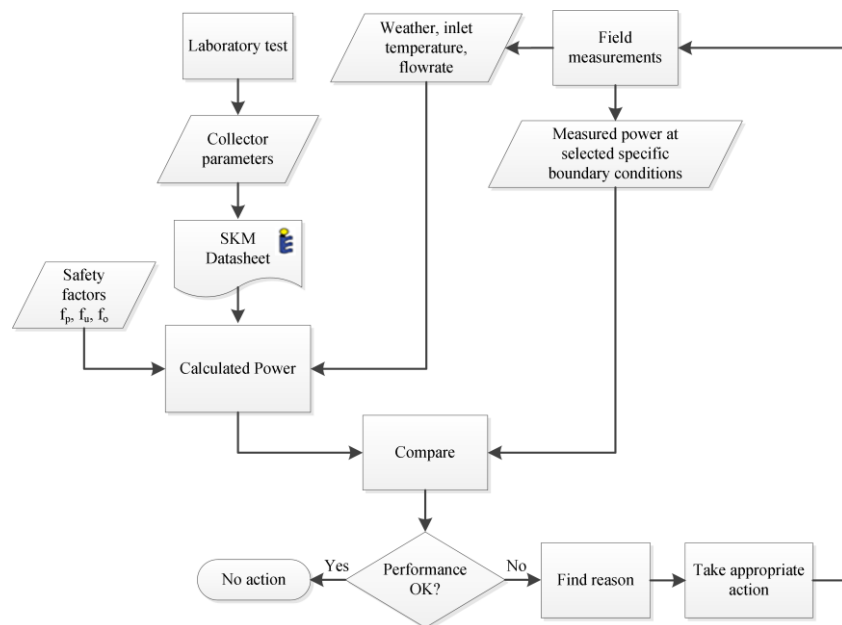 Laboratory test
Weather, inlet
temperature,
flowrate
Field
measurements
Collector
parameters
Measured power at
selected specific
boundary conditions
SKM
Datasheet
Safety
factors
fp, fu, fo
Calculated Power
Compare
No action
Yes
Performance
OK?
No
Find reason
Take appropriate
action